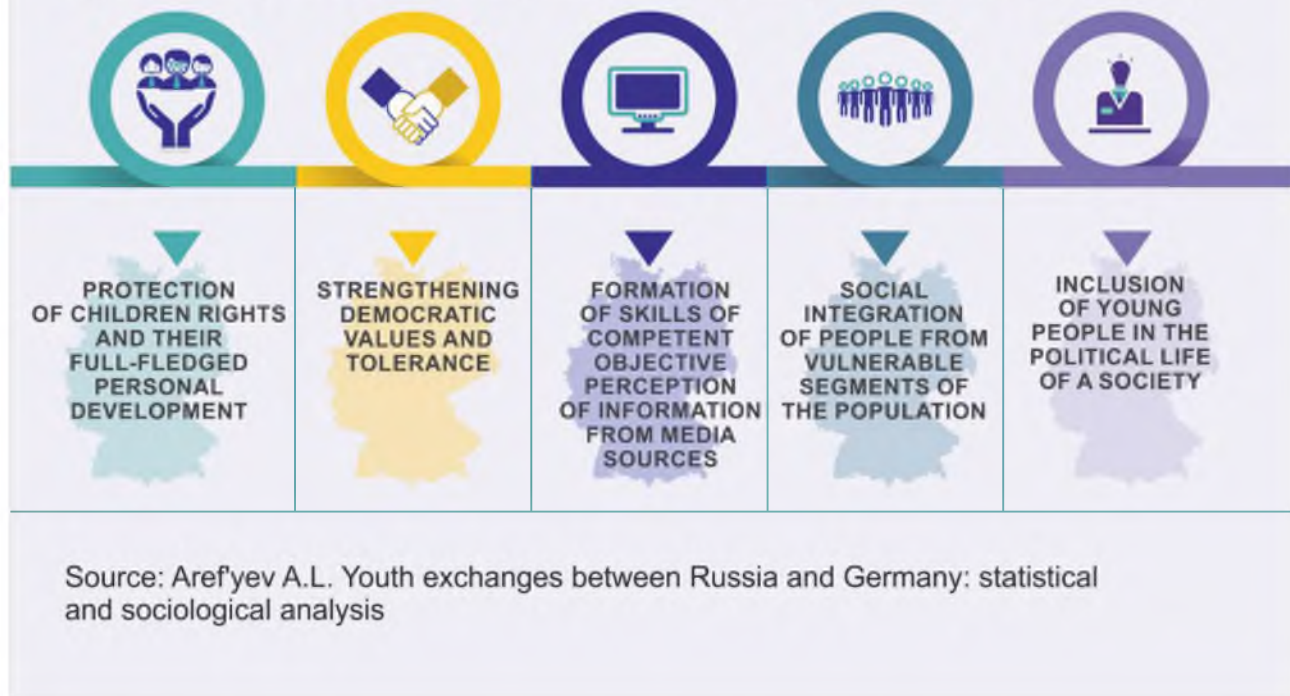 PROTECTION
OF CHILDREN RIGHTS
AND THEIR
FULL-FLEDGED
PERSONAL
DEVELOPMENT
STRENGTHENING
DEMOCRATIC
VALUES AND
TOLERANCE
FORMATION
OF SKILLS OF
COMPETENT
OBJECTIVE
PERCEPTION
OF INFORMATION
FROM MEDIA
SOURCES
SOCIAL
INTEGRATION
OF PEOPLE FROM
VULNERABLE
SEGMENTS OF
THE POPULATION
INCLUSION
OF YOUNG
PEOPLE IN THE
POLITICAL LIFE
OF A SOCIETY
Source: Aref'yev A.L. Youth exchanges between Russia and Germany: statistical
and sociological analysis